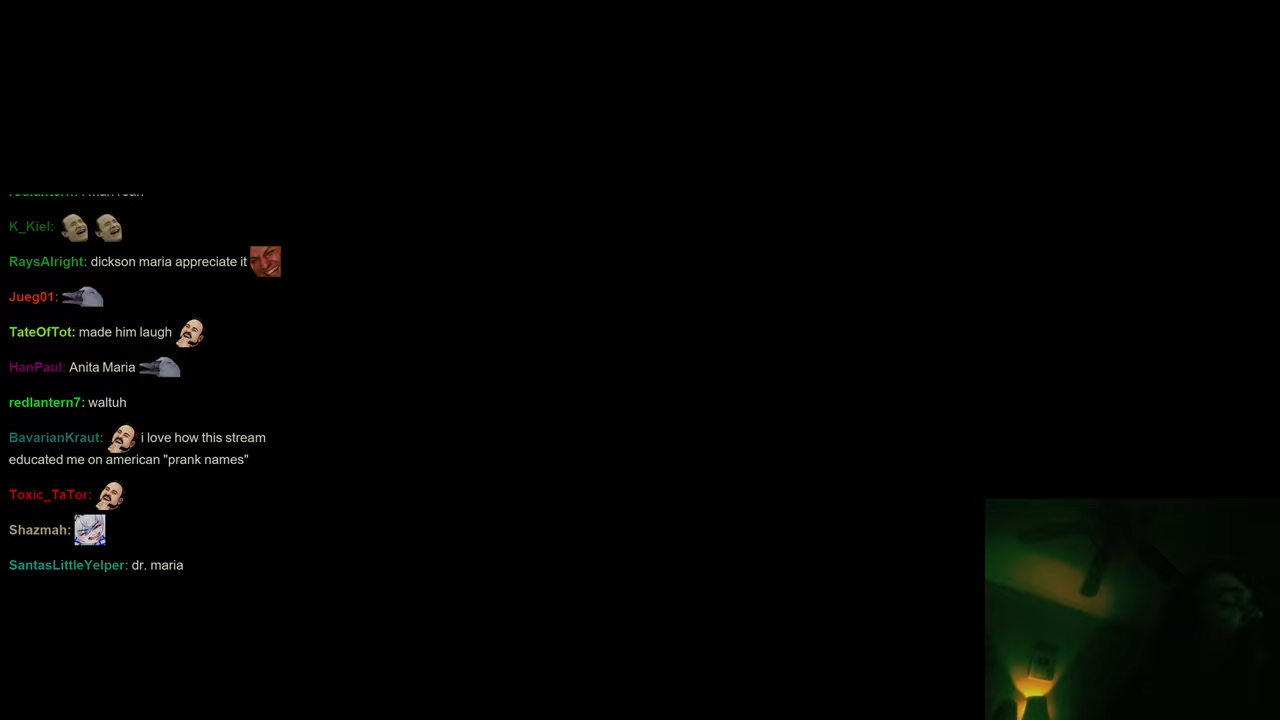 K_Kiel:
RaysAlright: dickson maria appreciate it
Jueg01:
TateOfTot: made him laugh
HanPaul: Anita Maria
redlantern7: waltuh
BavarianKraut: i love how this stream
educated me on american "prank names"
Toxic_TaTor:
Shazmah:
SantasLittleYelper: dr. maria